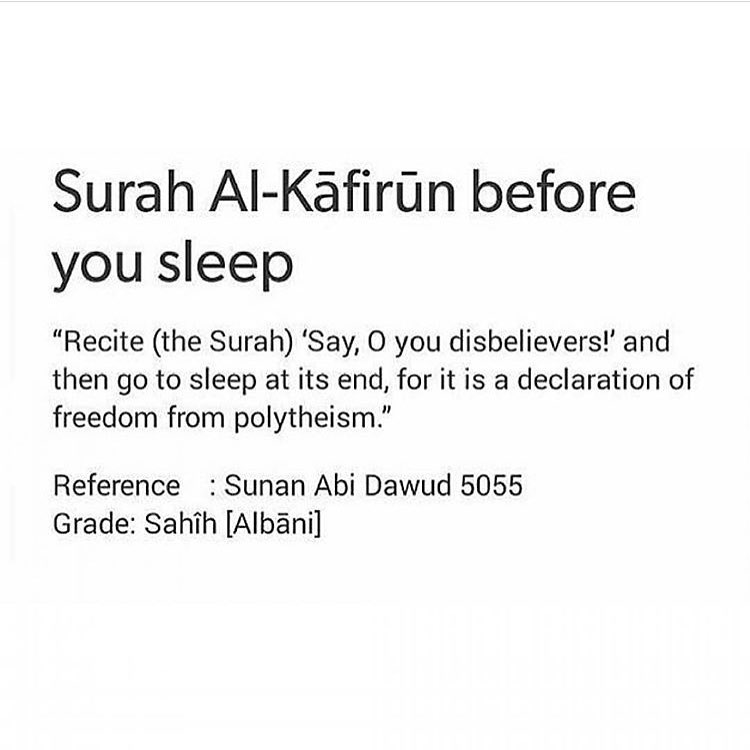 Surah Al-Kāfirūn before
you sleep
“Recite (the Surah) ‘Say, O you disbelievers!’ and
then go to sleep at its end, for it is a declaration of
freedom from polytheism.”
Reference : Sunan Abi Dawud 5055
Grade: Sahîh [Albāni]